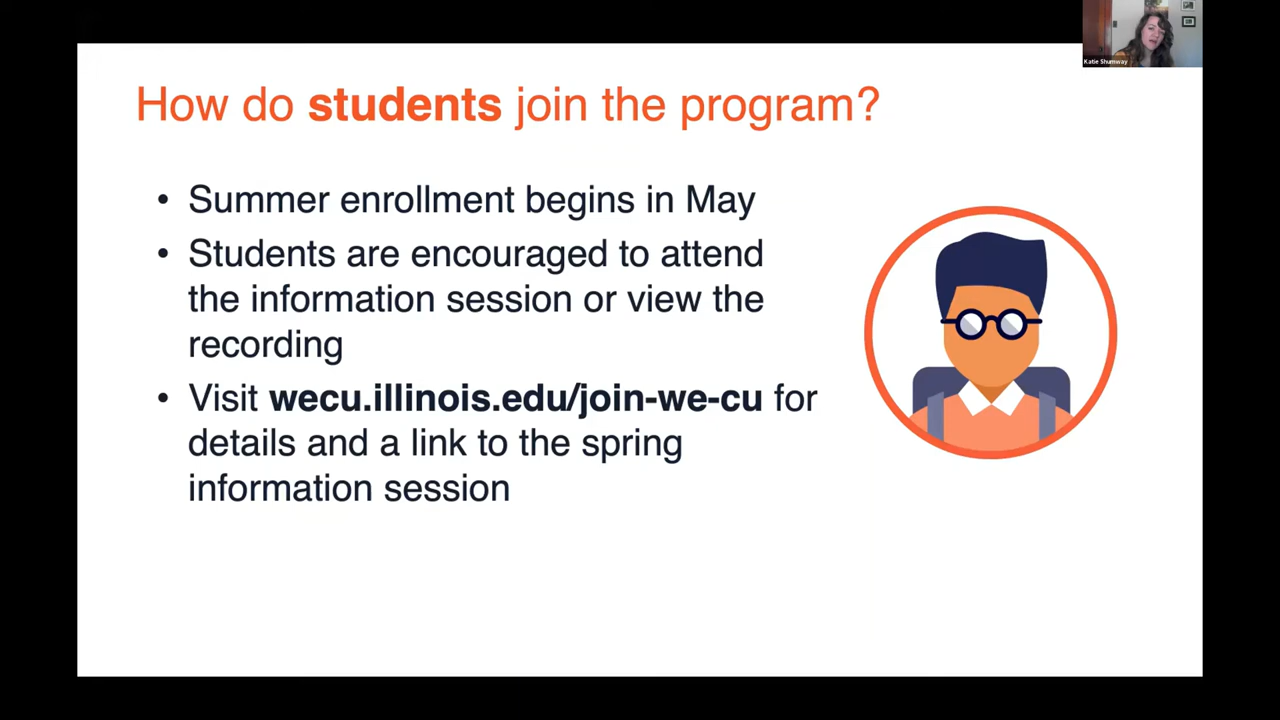 Katie Shumway
How do students join the program?
• Summer enrollment begins in May
• Students are encouraged to attend
the information session or view the
recording
• Visit wecu.illinois.edu/join-we-cu for
details and a link to the spring
information session